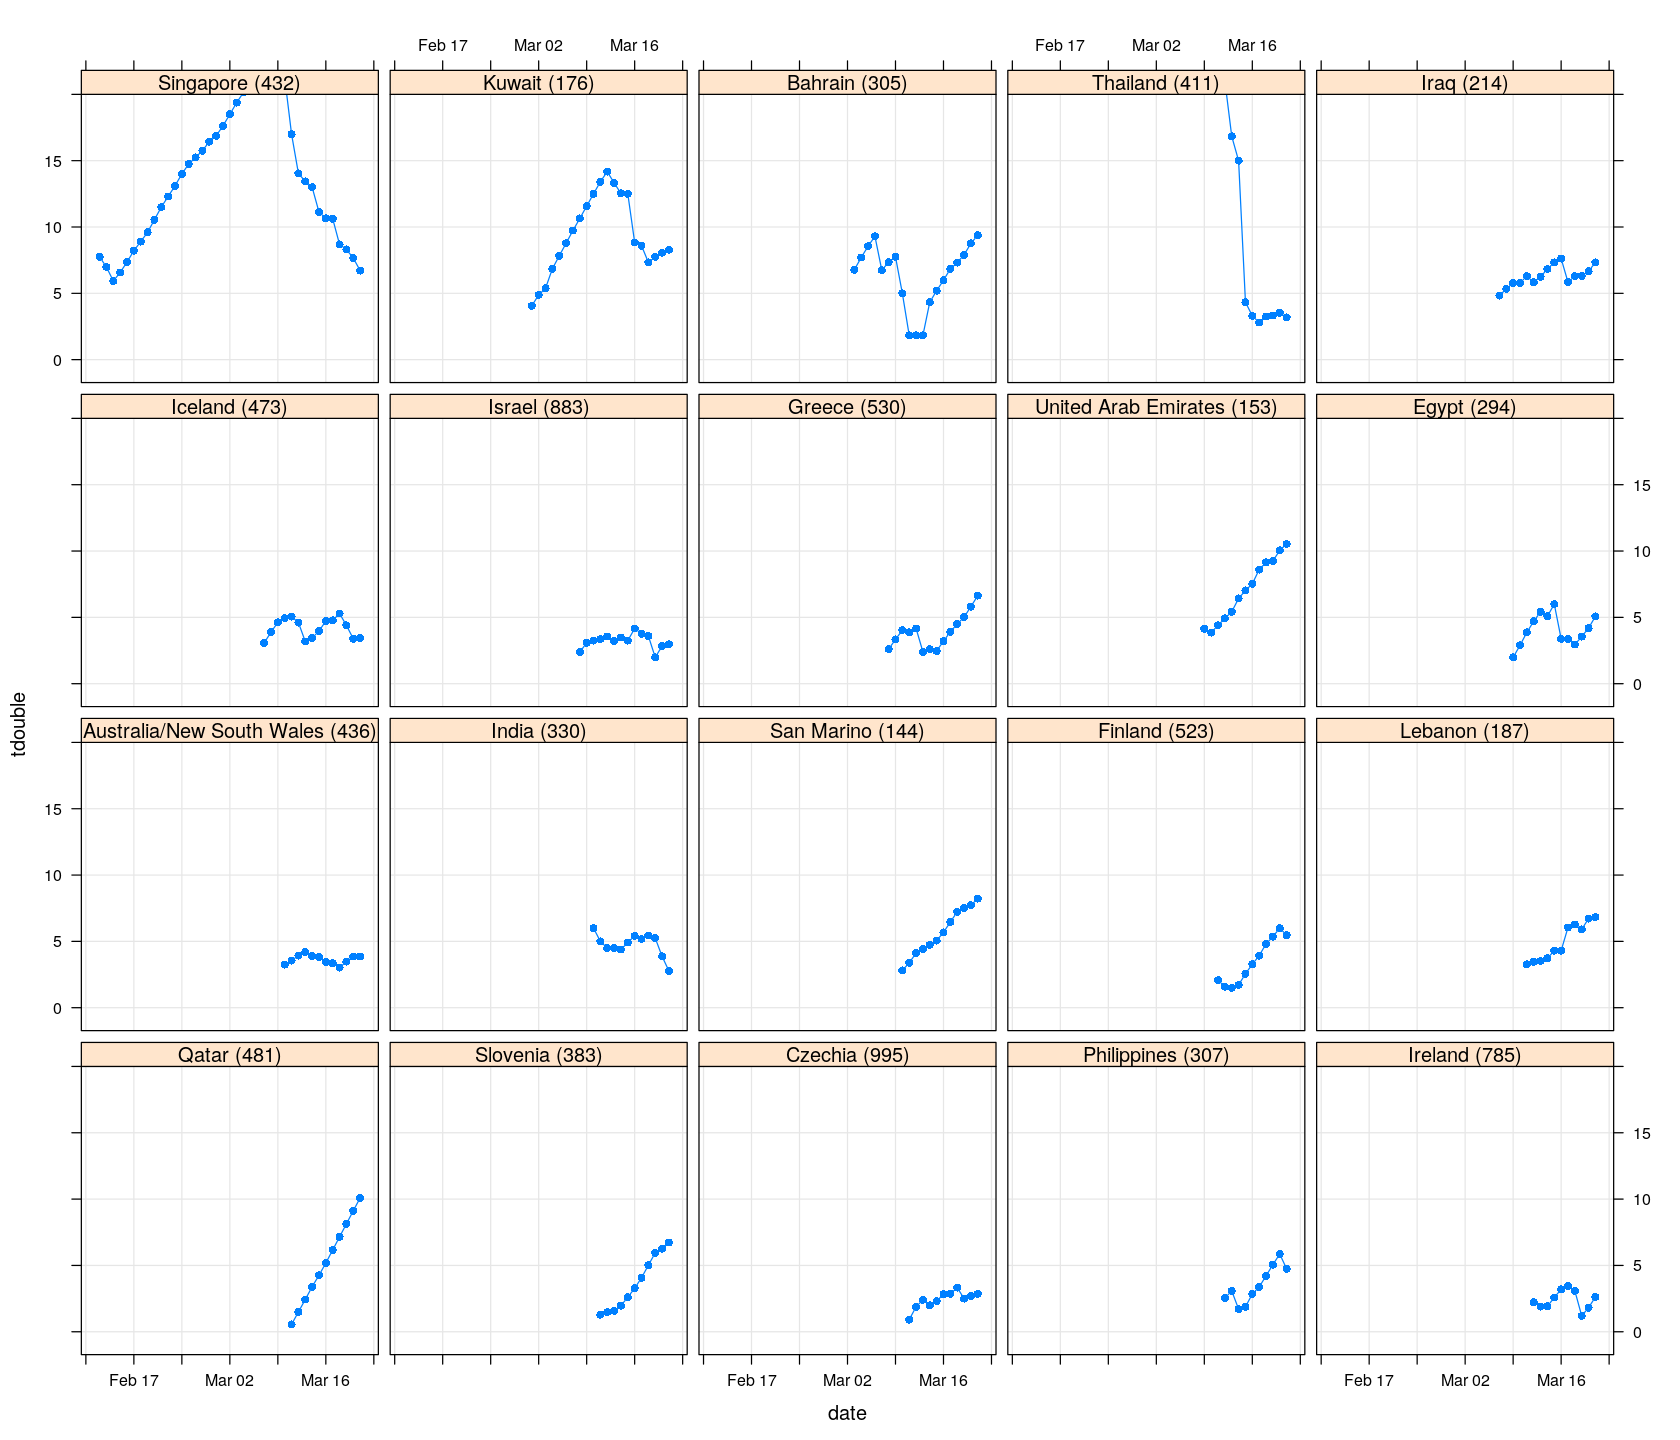 Feb 17 Mar 02 Mar 16 Feb 17 Mar 02 Mar 16
Singapore (432) Kuwait (176) Bahrain (305) Thailand (411) Iraq (214)
15
10
5
0
Iceland (473) Israel (883) Greece (530) United Arab Emirates (153) Egypt (294)
15
10
5
0
tdouble
Australia/New South Wales (436) India (330) San Marino (144) Finland (523) Lebanon (187)
15
10
5
0
Qatar (481) Slovenia (383) Czechia (995) Philippines (307) Ireland (785)
15
10
5
0
Feb 17 Mar 02 Mar 16 Feb 17 Mar 02 Mar 16 Feb 17 Mar 02 Mar 16
date